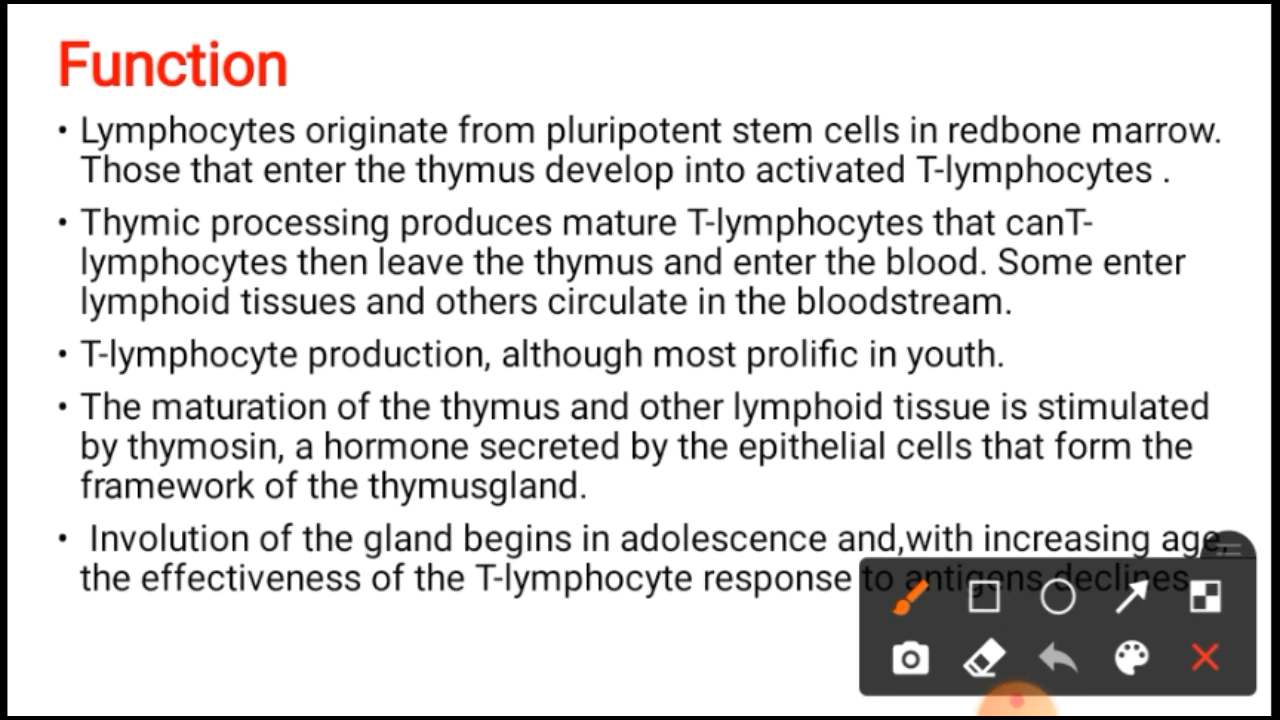 Function
• Lymphocytes originate from pluripotent stem cells in redbone marrow.
Those that enter the thymus develop into activated T-lymphocytes .
• Thymic processing produces mature T-lymphocytes that canT-
lymphocytes then leave the thymus and enter the blood. Some enter
lymphoid tissues and others circulate in the bloodstream.
• T-lymphocyte production, although most prolific in youth.
• The maturation of the thymus and other lymphoid tissue is stimulated
by thymosin, a hormone secreted by the epithelial cells that form the
framework of the thymusgland.
• Involution of the gland begins in adolescence and,with increasing age,
the effectiveness of the T-lymphocyte response to antigens declines